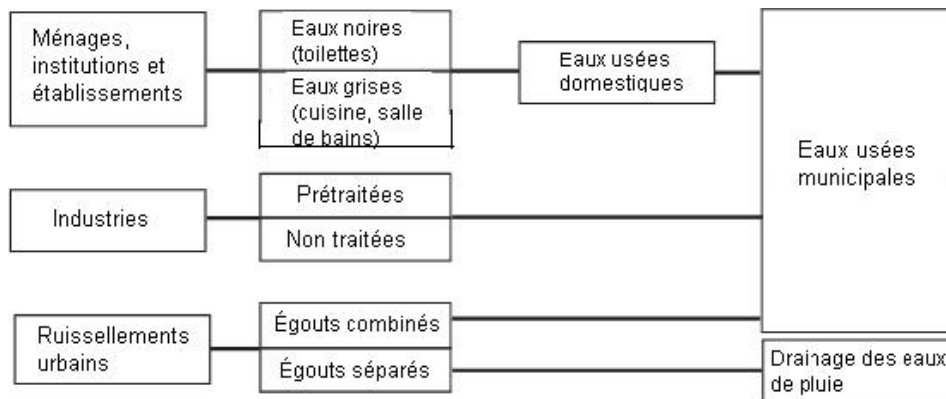 Ménages,
institutions et
établissements
Eaux noires
(toilettes)
Eaux grises
(cuisine, salle
de bains)
Eaux usées
domestiques
Eaux usées
municipales
Industries
Prétraitées
Non traitées
Ruissellements
urbains
Égouts combinés
Égouts séparés
Drainage des eaux
de pluie